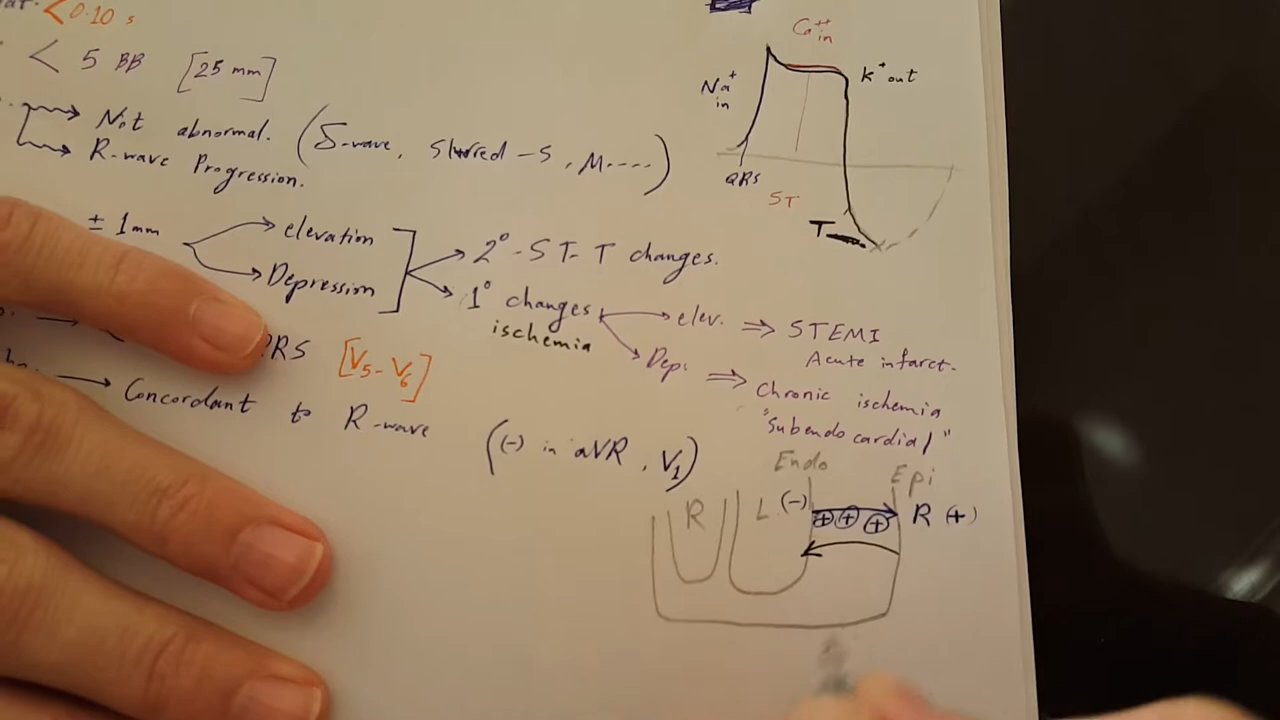 < 0.10 s
< 5 BB [25 mm]
Not abnormal. (δ-wave, slurred-S, M....)
R-wave Progression.
± 1mm
elevation
Depression
2°-ST-T changes.
1° changes
ischemia
elev. ⇒ STEMI
Acute infarct.
Dep. ⇒ Chronic ischemia
"Subendocardial"
QRS [V5-V6]
Concordant to R-wave
((-) in aVR, V1)
Ca++
in
Na+
in
K+ out
QRS
ST
T
Endo
Epi
R
L (-)
+ + +
R (+)